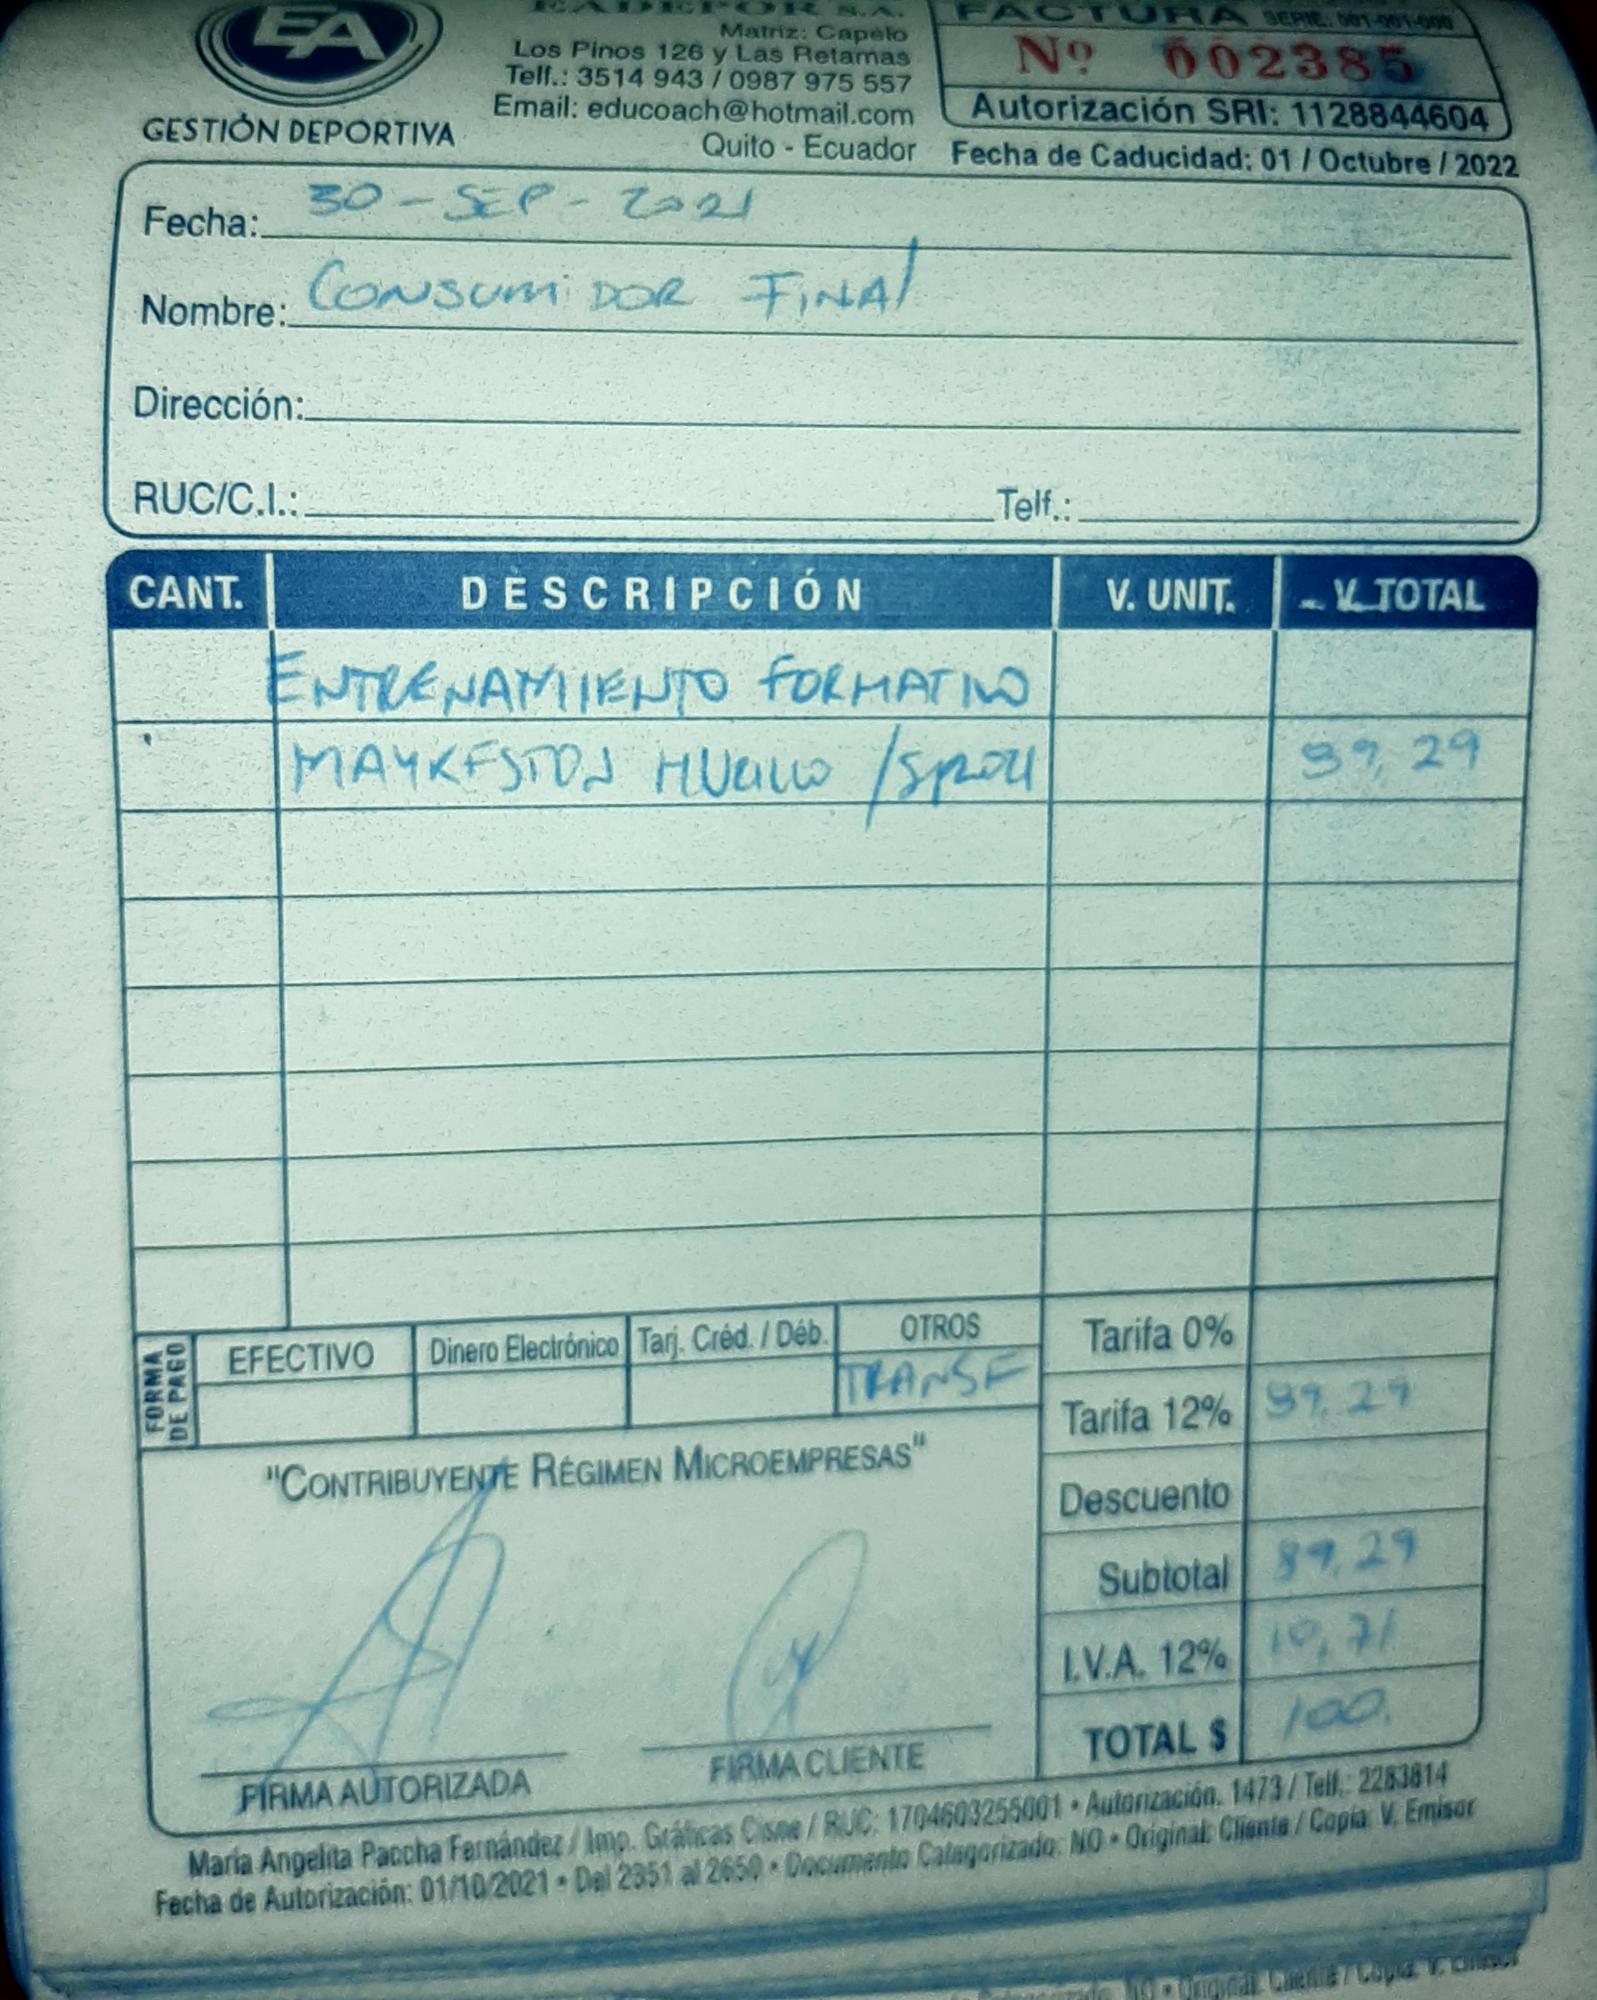 EA
GESTIÓN DEPORTIVA
EADEPOR S.A.
Matriz: Capelo
Los Pinos 126 y Las Retamas
Telf.: 3514 943 / 0987 975 557
Email: educoach@hotmail.com
Quito - Ecuador
FACTURA SERIE: 001-001-000
Nº 002385
Autorización SRI: 1128844604
Fecha de Caducidad: 01 / Octubre / 2022
Fecha: 30 - SEP - 2021
Nombre: CONSUMIDOR FINAL
Dirección:
RUC/C.I.: Telf.:
CANT. DESCRIPCIÓN V. UNIT. V. TOTAL
ENTRENAMIENTO FORMATIVO
MAYKESTON 89,29
FORMA DE PAGO
EFECTIVO Dinero Electrónico Tarj. Créd. / Déb. OTROS
TRANSF
Tarifa 0%
Tarifa 12% 89,29
Descuento
Subtotal 89,29
I.V.A. 12% 10,71
TOTAL $ 100.
"CONTRIBUYENTE RÉGIMEN MICROEMPRESAS"
FIRMA AUTORIZADA FIRMA CLIENTE
María Angelita Paccha Fernández / Imp. Gráficas Cisne / RUC: 1704603255001 • Autorización. 1473 / Telf.: 2283814
Fecha de Autorización: 01/10/2021 • Del 2351 al 2650 • Documento Categorizado: NO • Original: Cliente / Copia: V. Emisor
NO • Original: Cliente / Copia: V. Emisor